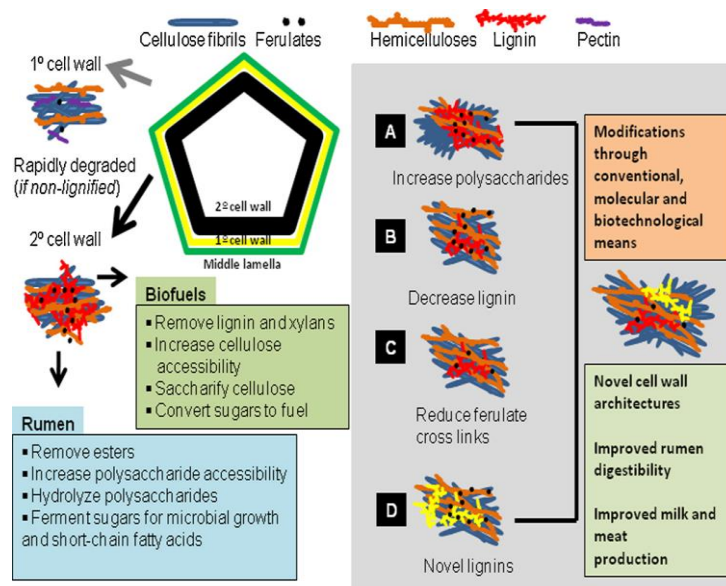 Cellulose fibrils
Ferulates
Hemicelluloses
Lignin
Pectin
1º cell wall
Rapidly degraded
(if non-lignified)
2º cell wall
2º cell wall
1º cell wall
Middle lamella
Biofuels
▪ Remove lignin and xylans
▪ Increase cellulose
accessibility
▪ Saccharify cellulose
▪ Convert sugars to fuel
Rumen
▪ Remove esters
▪ Increase polysaccharide accessibility
▪ Hydrolyze polysaccharides
▪ Ferment sugars for microbial growth
and short-chain fatty acids
A
Increase polysaccharides
B
Decrease lignin
C
Reduce ferulate
cross links
D
Novel lignins
Modifications
through
conventional,
molecular and
biotechnological
means
Novel cell wall
architectures
Improved rumen
digestibility
Improved milk and
meat
production